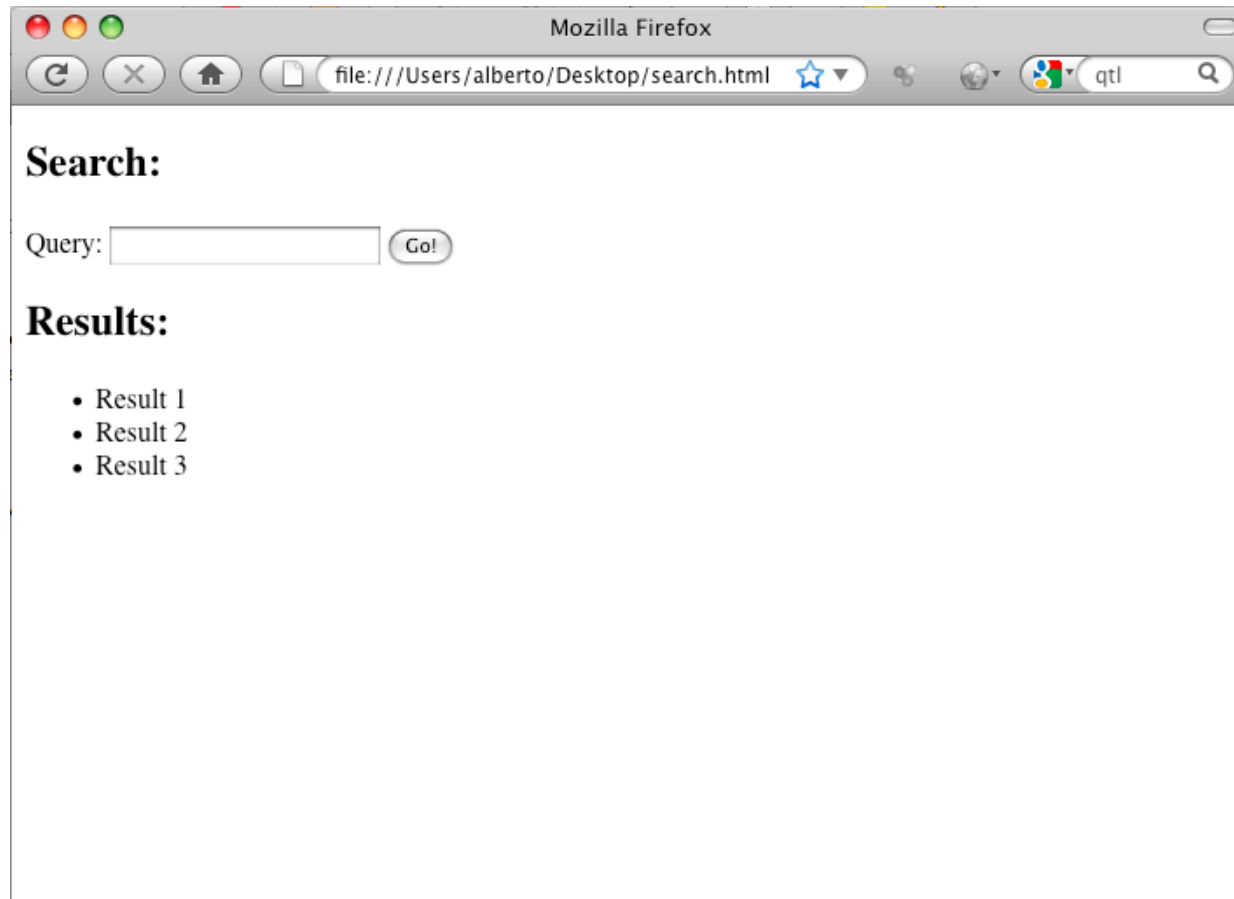 Mozilla Firefox
file:///Users/alberto/Desktop/search.html
qtl
Search:
Query:
Go!
Results:
• Result 1
• Result 2
• Result 3